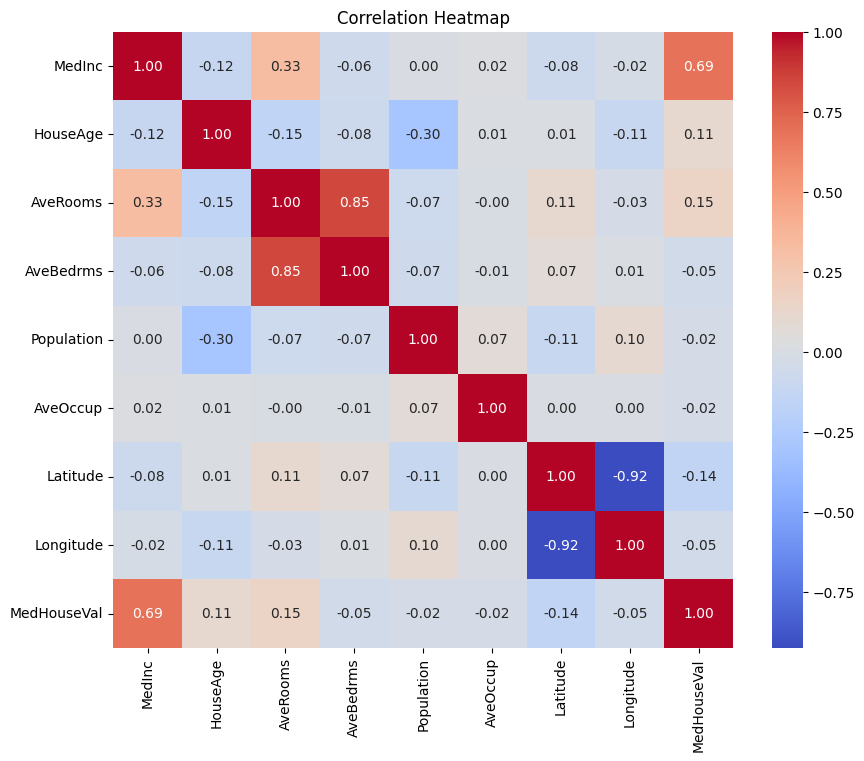 Correlation Heatmap
MedInc 1.00 -0.12 0.33 -0.06 0.00 0.02 -0.08 -0.02 0.69
HouseAge -0.12 1.00 -0.15 -0.08 -0.30 0.01 0.01 -0.11 0.11
AveRooms 0.33 -0.15 1.00 0.85 -0.07 -0.00 0.11 -0.03 0.15
AveBedrms -0.06 -0.08 0.85 1.00 -0.07 -0.01 0.07 0.01 -0.05
Population 0.00 -0.30 -0.07 -0.07 1.00 0.07 -0.11 0.10 -0.02
AveOccup 0.02 0.01 -0.00 -0.01 0.07 1.00 0.00 0.00 -0.02
Latitude -0.08 0.01 0.11 0.07 -0.11 0.00 1.00 -0.92 -0.14
Longitude -0.02 -0.11 -0.03 0.01 0.10 0.00 -0.92 1.00 -0.05
MedHouseVal 0.69 0.11 0.15 -0.05 -0.02 -0.02 -0.14 -0.05 1.00
MedInc
HouseAge
AveRooms
AveBedrms
Population
AveOccup
Latitude
Longitude
MedHouseVal
1.00
0.75
0.50
0.25
0.00
−0.25
−0.50
−0.75